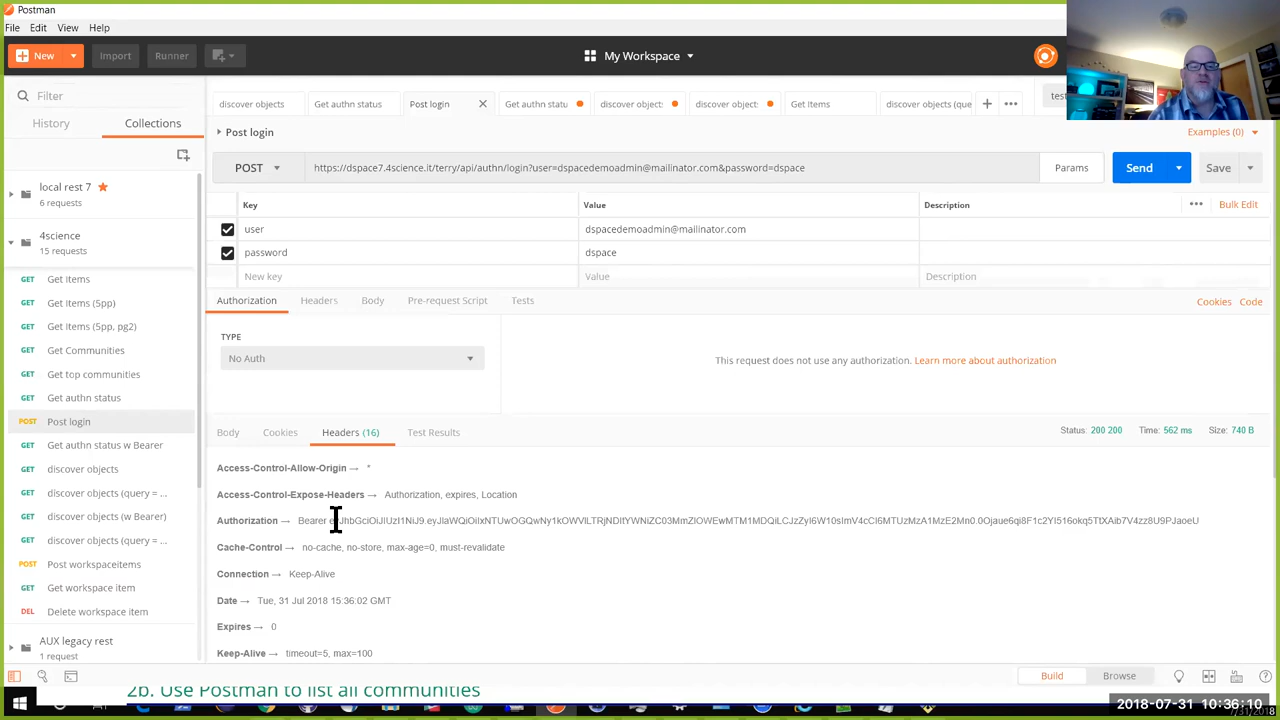 Postman
File Edit View Help
New Import Runner My Workspace
Filter
History Collections
discover objects Get authn status Post login Get authn statu discover object: discover object: Get Items discover objects (que test
Post login Examples (0)
POST https://dspace7.4science.it/terry/api/authn/login?user=dspacedemoadmin@mailinator.com&password=dspace Params Send Save
Key Value Description Bulk Edit
user dspacedemoadmin@mailinator.com
password dspace
New key Value Description
Authorization Headers Body Pre-request Script Tests Cookies Code
TYPE
No Auth
This request does not use any authorization. Learn more about authorization
Body Cookies Headers (16) Test Results Status: 200 200 Time: 562 ms Size: 740 B
Access-Control-Allow-Origin → *
Access-Control-Expose-Headers → Authorization, expires, Location
Authorization → Bearer
Cache-Control → no-cache, no-store, max-age=0, must-revalidate
Connection → Keep-Alive
Date → Tue, 31 Jul 2018 15:36:02 GMT
Expires → 0
Keep-Alive → timeout=5, max=100
local rest 7
6 requests
4science
15 requests
GET Get items
GET Get items (5pp)
GET Get Items (5pp, pg2)
GET Get Communities
GET Get top communities
GET Get authn status
POST Post login
GET Get authn status w Bearer
GET discover objects
GET discover objects (query = ...
GET discover objects (w Bearer)
GET discover objects (query = ...
POST Post workspaceitems
GET Get workspace item
DEL Delete workspace item
AUX legacy rest
1 request
Build Browse
2b. Use Postman to list all communities
2018-07-31 10:36:10
7/31/2018